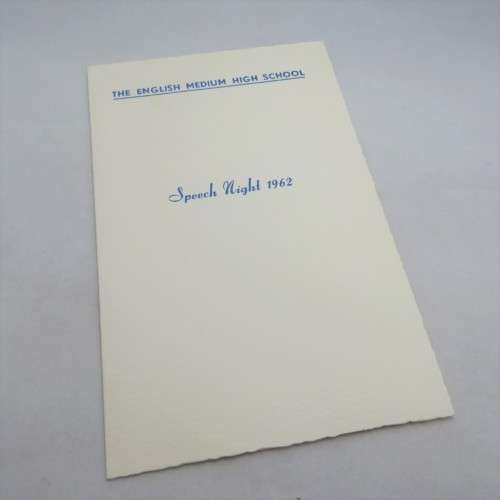 THE ENGLISH MEDIUM HIGH SCHOOL
Speech Night 1962